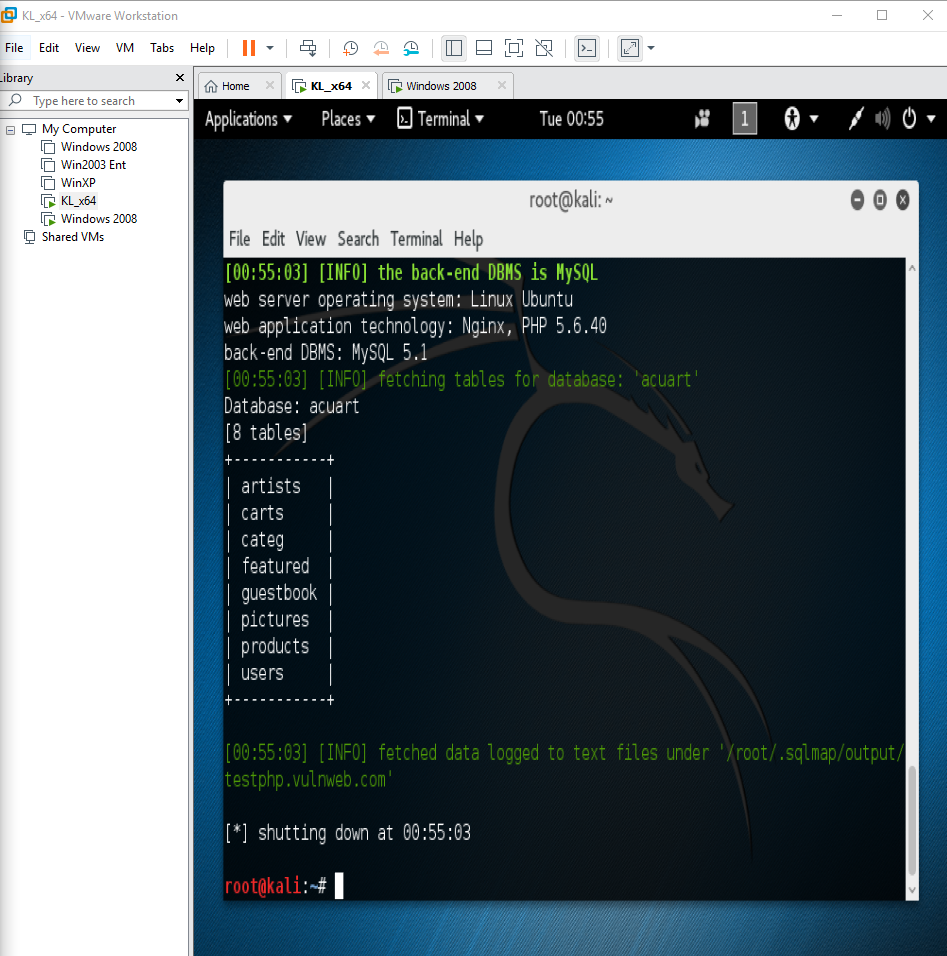 KL_x64 - VMware Workstation
File Edit View VM Tabs Help
Library
Type here to search
My Computer
Windows 2008
Win2003 Ent
WinXP
KL_x64
Windows 2008
Shared VMs
Home KL_x64 Windows 2008
Applications Places Terminal Tue 00:55 1
root@kali: ~
File Edit View Search Terminal Help
[00:55:03] [INFO] the back-end DBMS is MySQL
web server operating system: Linux Ubuntu
web application technology: Nginx, PHP 5.6.40
back-end DBMS: MySQL 5.1
[00:55:03] [INFO] fetching tables for database: 'acuart'
Database: acuart
[8 tables]
+-----------+
| artists   |
| carts     |
| categ     |
| featured  |
| guestbook |
| pictures  |
| products  |
| users     |
+-----------+
[00:55:03] [INFO] fetched data logged to text files under '/root/.sqlmap/output/
testphp.vulnweb.com'
[*] shutting down at 00:55:03
root@kali:~#